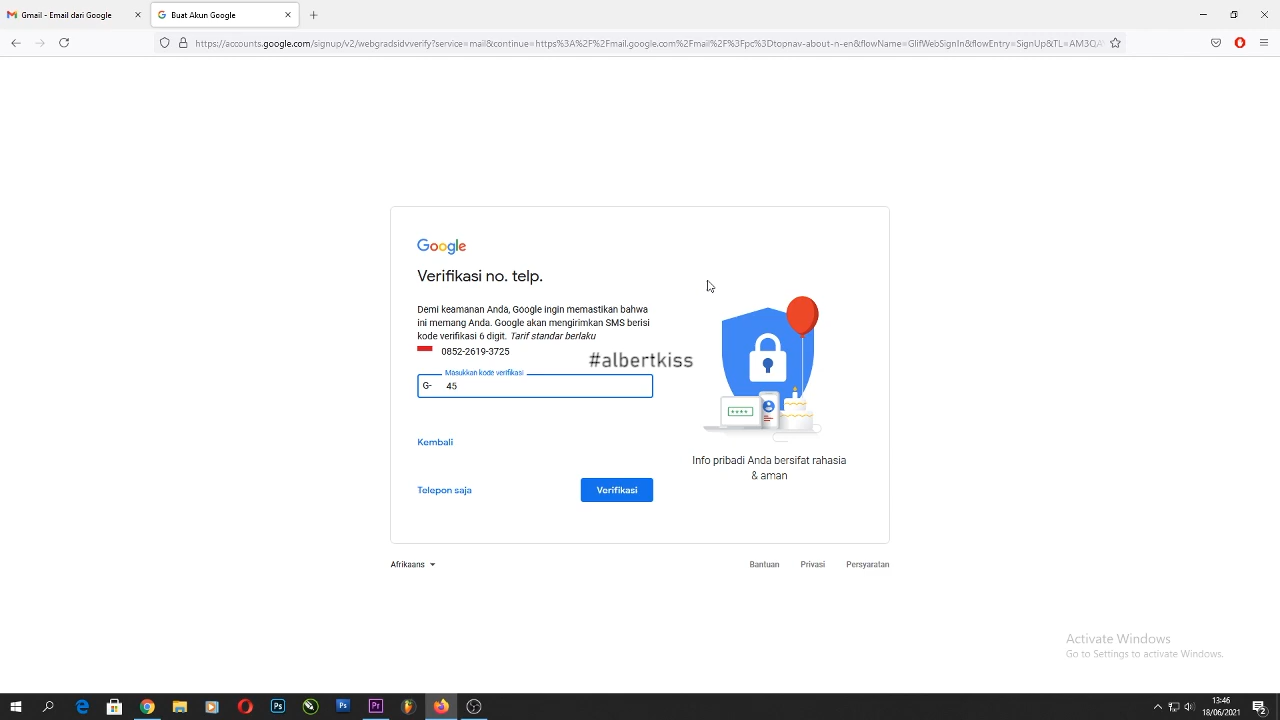 Gmail - Email dari Google
Buat Akun Google
https://accounts.google.com/signup/v2/webgradsidvverify?service=mail&continue=https%3A%2F%2Fmail.google.com%2Fmail%2F%3Fpc%3Dtopnav-about-n-en&flowName=GlifWebSignIn&flowEntry=SignUp&TL=AM3QA
Google
Verifikasi no. telp.
Demi keamanan Anda, Google ingin memastikan bahwa
ini memang Anda. Google akan mengirimkan SMS berisi
kode verifikasi 6 digit. Tarif standar berlaku
0852-2619-3725
#albertkiss
Masukkan kode verifikasi
G- 45
Kembali
Telepon saja
Verifikasi
Info pribadi Anda bersifat rahasia
& aman
Afrikaans
Bantuan
Privasi
Persyaratan
Activate Windows
Go to Settings to activate Windows.
Ps
Ps
Pr
13:46
18/06/2021
2